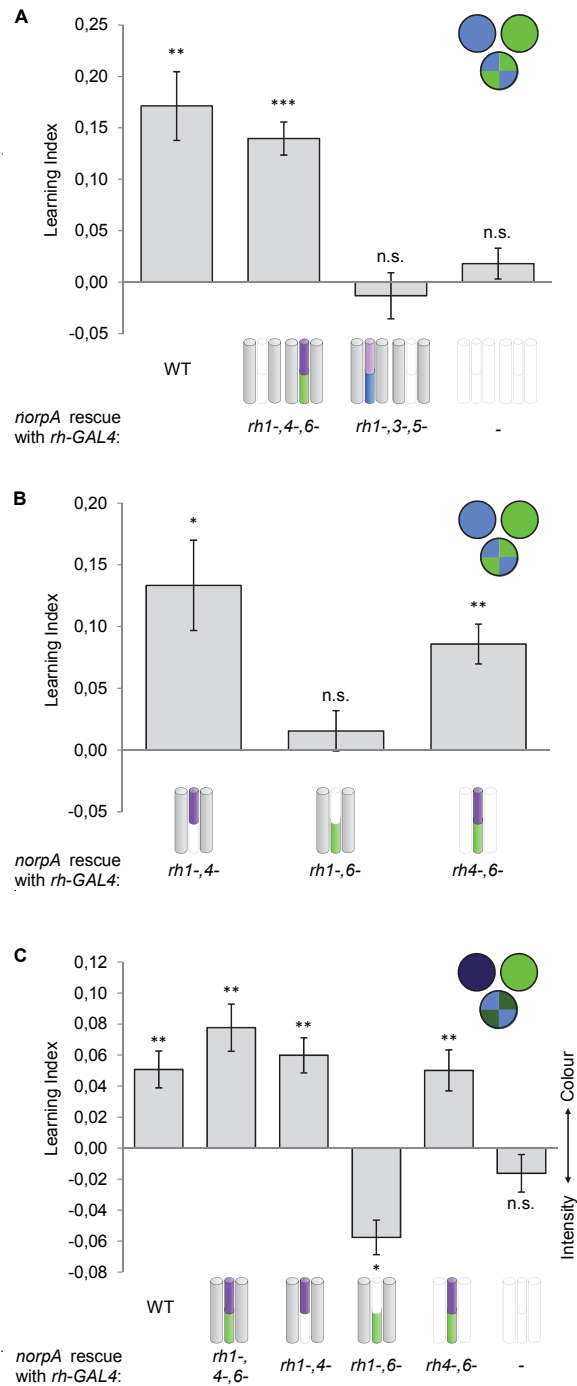 A
0,25
0,20
0,15
0,10
0,05
0,00
-0,05
Learning Index
**
***
n.s.
n.s.
WT
norpA rescue
with rh-GAL4:
rh1-,4-,6-
rh1-,3-,5-
-
B
0,20
0,15
0,10
0,05
0,00
-0,05
Learning Index
*
n.s.
**
norpA rescue
with rh-GAL4:
rh1-,4-
rh1-,6-
rh4-,6-
C
0,12
0,10
0,08
0,06
0,04
0,02
0,00
-0,02
-0,04
-0,06
-0,08
Learning Index
**
**
**
*
**
n.s.
Colour
Intensity
WT
norpA rescue
with rh-GAL4:
rh1-,
4-,6-
rh1-,4-
rh1-,6-
rh4-,6-
-